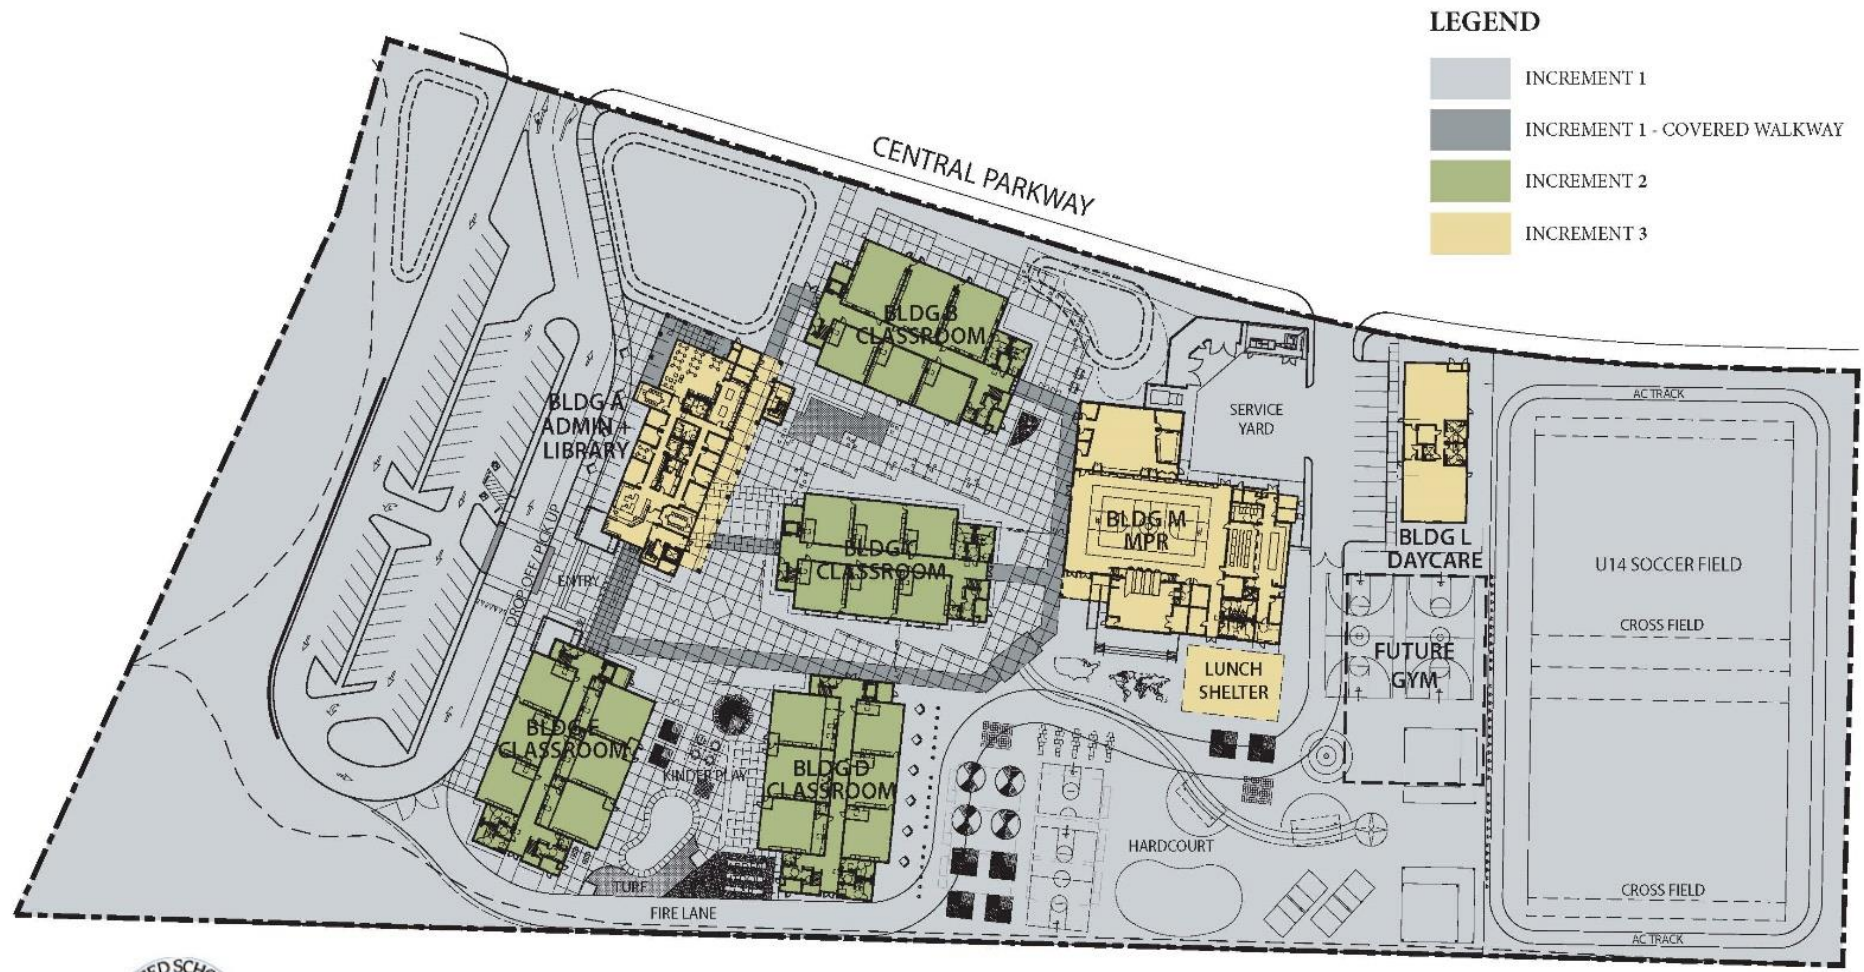 LEGEND
INCREMENT 1
INCREMENT 1 - COVERED WALKWAY
INCREMENT 2
INCREMENT 3
CENTRAL PARKWAY
BLDG B
CLASSROOM
BLDG A
ADMIN +
LIBRARY
SERVICE
YARD
AC TRACK
BLDG M
MPR
BLDG C
CLASSROOM
BLDG L
DAYCARE
U14 SOCCER FIELD
DROP OFF / PICK UP
ENTRY
CROSS FIELD
FUTURE
GYM
LUNCH
SHELTER
BLDG E
CLASSROOM
KINDER PLAY
BLDG D
CLASSROOM
HARDCOURT
TURF
FIRE LANE
CROSS FIELD
AC TRACK